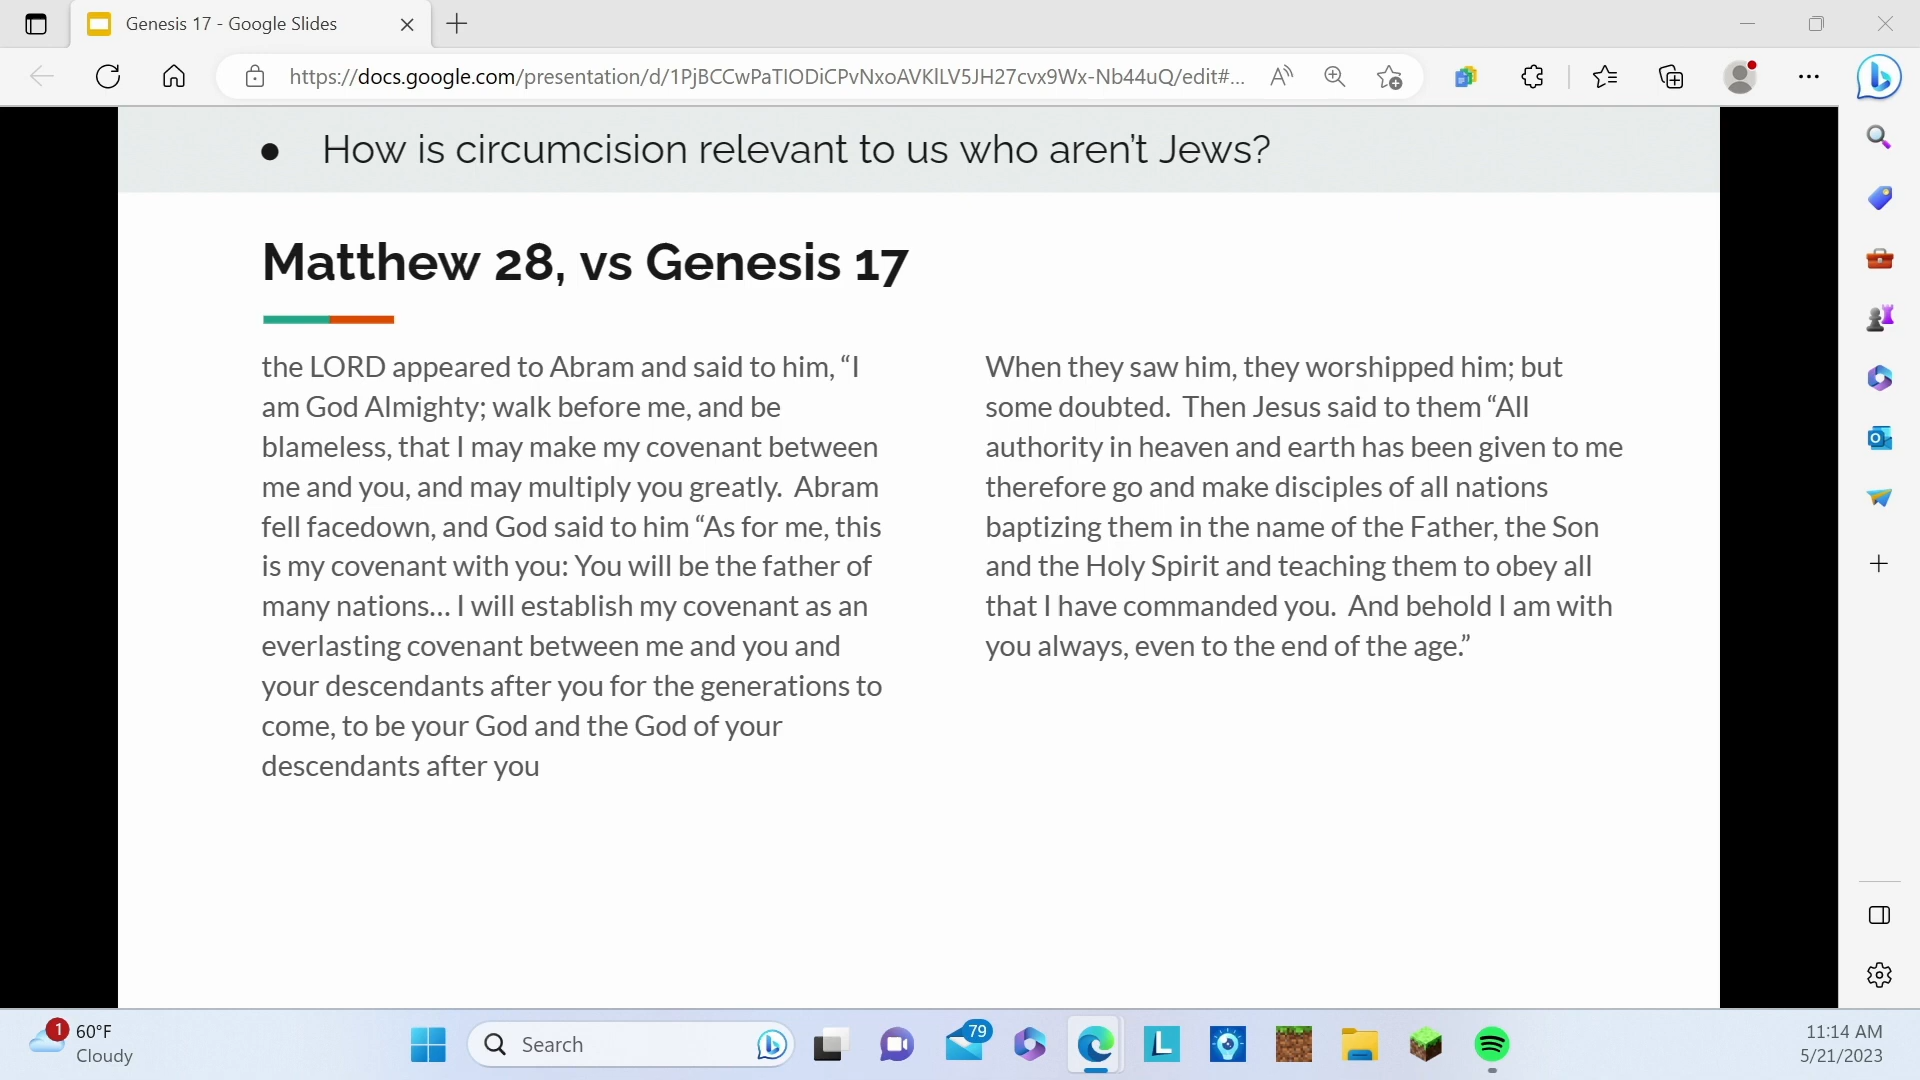 Genesis 17 - Google Slides
https://docs.google.com/presentation/d/1PjBCCwPaTIODiCPvNxoAVKlLV5JH27cvx9Wx-Nb44uQ/edit#...
● How is circumcision relevant to us who aren't Jews?
Matthew 28, vs Genesis 17
the LORD appeared to Abram and said to him, “I
am God Almighty; walk before me, and be
blameless, that I may make my covenant between
me and you, and may multiply you greatly. Abram
fell facedown, and God said to him “As for me, this
is my covenant with you: You will be the father of
many nations... I will establish my covenant as an
everlasting covenant between me and you and
your descendants after you for the generations to
come, to be your God and the God of your
descendants after you
When they saw him, they worshipped him; but
some doubted. Then Jesus said to them “All
authority in heaven and earth has been given to me
therefore go and make disciples of all nations
baptizing them in the name of the Father, the Son
and the Holy Spirit and teaching them to obey all
that I have commanded you. And behold I am with
you always, even to the end of the age.”
1
60°F
Cloudy
Search
79
L
11:14 AM
5/21/2023